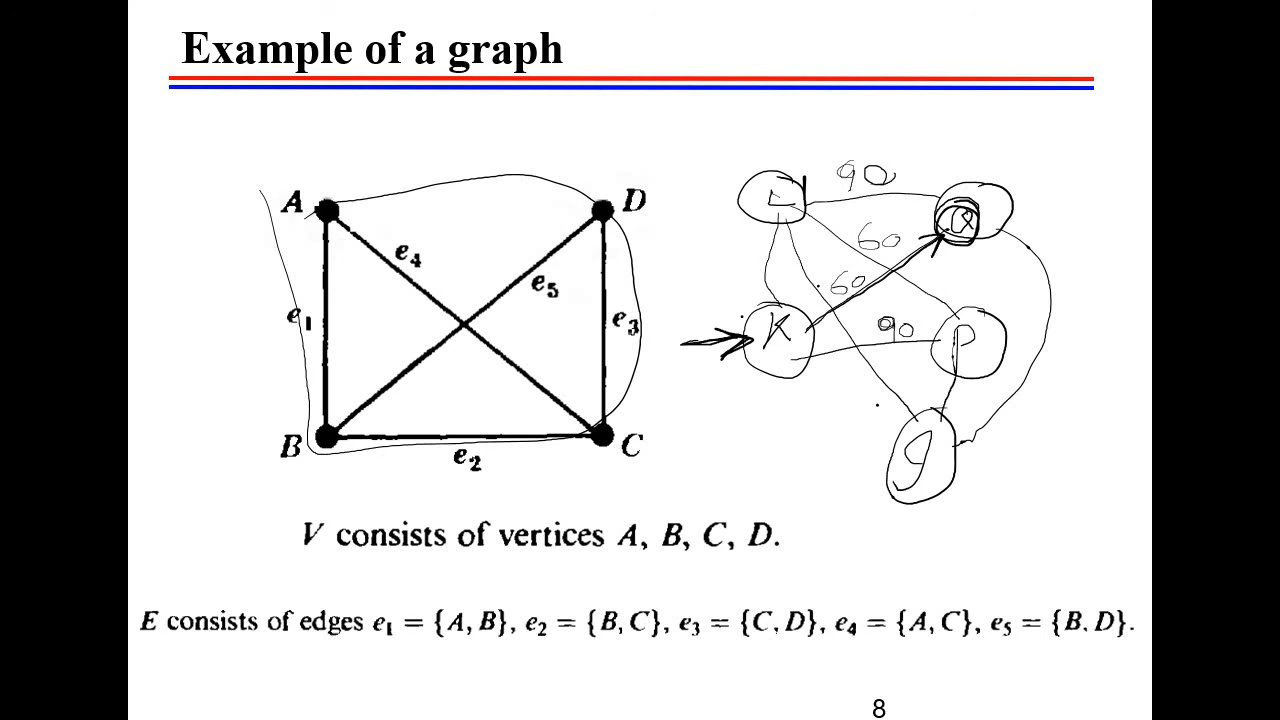 Example of a graph
A
D
e4
e5
e1
e3
B
C
e2
90
60
60
K
90
P
V consists of vertices A, B, C, D.
E consists of edges e1 = {A, B}, e2 = {B, C}, e3 = {C, D}, e4 = {A, C}, e5 = {B, D}.
8